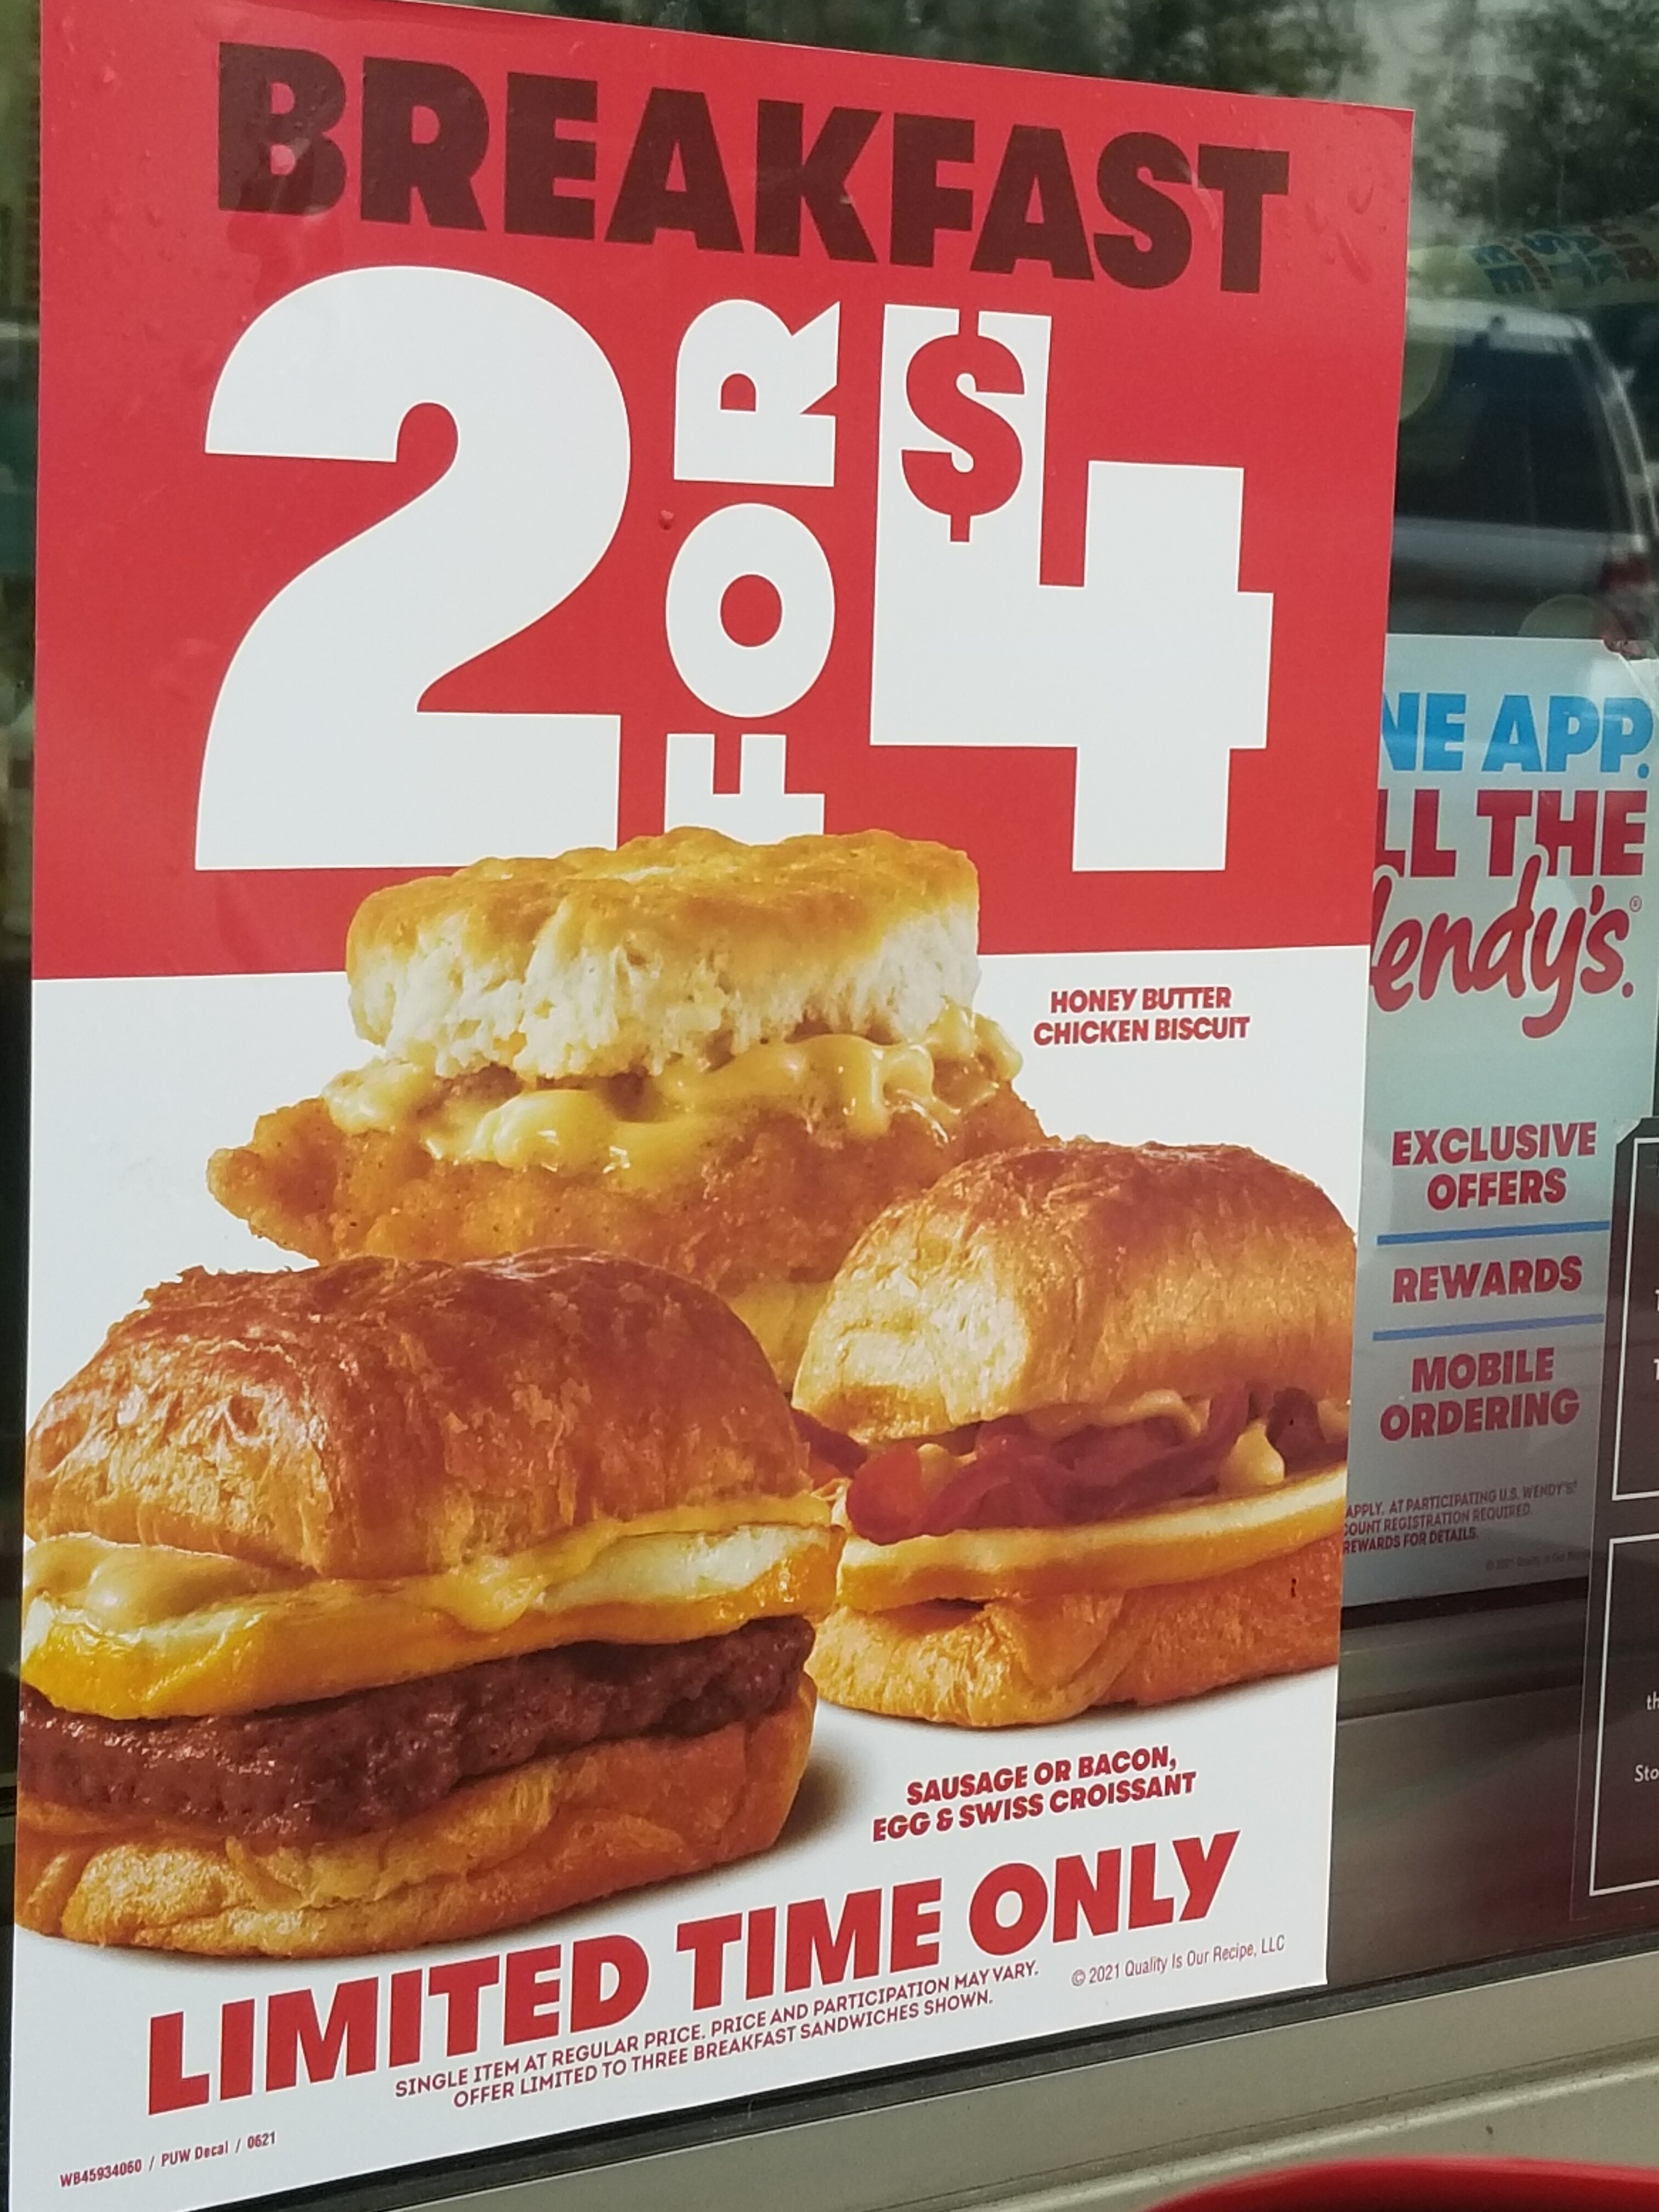 BREAKFAST
2 FOR $4
HONEY BUTTER
CHICKEN BISCUIT
SAUSAGE OR BACON,
EGG & SWISS CROISSANT
LIMITED TIME ONLY
SINGLE ITEM AT REGULAR PRICE. PRICE AND PARTICIPATION MAY VARY.
OFFER LIMITED TO THREE BREAKFAST SANDWICHES SHOWN.
© 2021 Quality Is Our Recipe, LLC
WB45934060 / PUW Decal / 0621
NE APP.
LL THE
Wendy's®.
EXCLUSIVE
OFFERS
REWARDS
MOBILE
ORDERING
APPLY. AT PARTICIPATING U.S. WENDY'S®
COUNT REGISTRATION REQUIRED.
REWARDS FOR DETAILS.
th
Sto